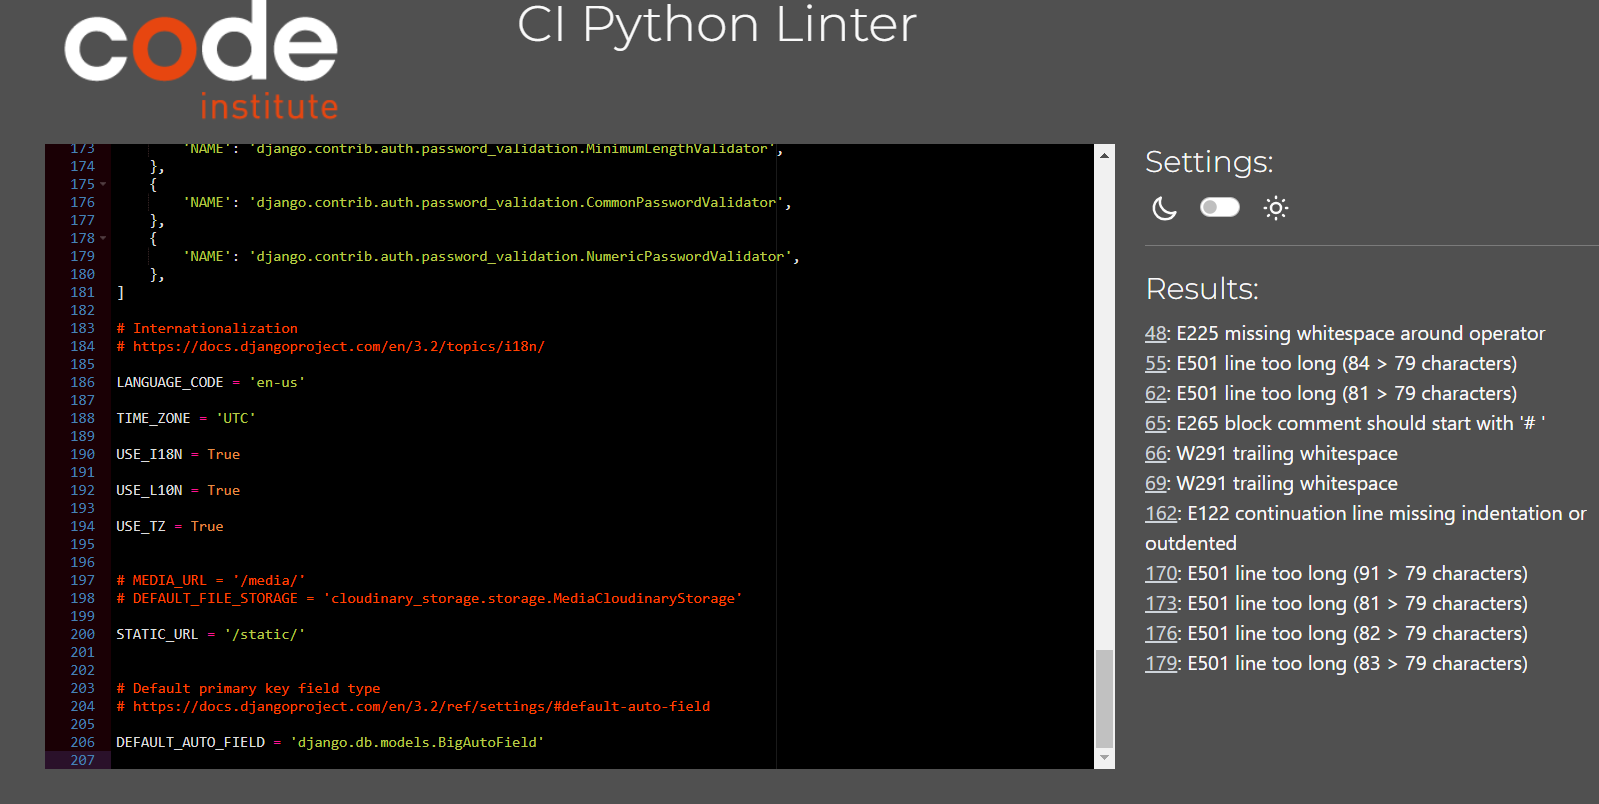 code
institute
CI Python Linter
173 'NAME': 'django.contrib.auth.password_validation.MinimumLengthValidator',
174 },
175 {
176 'NAME': 'django.contrib.auth.password_validation.CommonPasswordValidator',
177 },
178 {
179 'NAME': 'django.contrib.auth.password_validation.NumericPasswordValidator',
180 },
181 ]
182
183 # Internationalization
184 # https://docs.djangoproject.com/en/3.2/topics/i18n/
185
186 LANGUAGE_CODE = 'en-us'
187
188 TIME_ZONE = 'UTC'
189
190 USE_I18N = True
191
192 USE_L10N = True
193
194 USE_TZ = True
195
196
197 # MEDIA_URL = '/media/'
198 # DEFAULT_FILE_STORAGE = 'cloudinary_storage.storage.MediaCloudinaryStorage'
199
200 STATIC_URL = '/static/'
201
202
203 # Default primary key field type
204 # https://docs.djangoproject.com/en/3.2/ref/settings/#default-auto-field
205
206 DEFAULT_AUTO_FIELD = 'django.db.models.BigAutoField'
207
Settings:
Results:
48: E225 missing whitespace around operator
55: E501 line too long (84 > 79 characters)
62: E501 line too long (81 > 79 characters)
65: E265 block comment should start with '# '
66: W291 trailing whitespace
69: W291 trailing whitespace
162: E122 continuation line missing indentation or
outdented
170: E501 line too long (91 > 79 characters)
173: E501 line too long (81 > 79 characters)
176: E501 line too long (82 > 79 characters)
179: E501 line too long (83 > 79 characters)